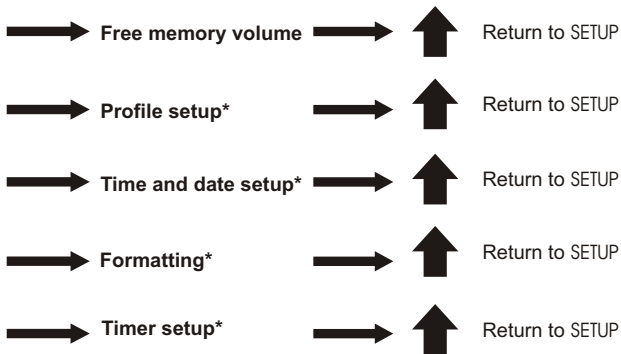 Free memory volume Return to SETUP
Profile setup* Return to SETUP
Time and date setup* Return to SETUP
Formatting* Return to SETUP
Timer setup* Return to SETUP